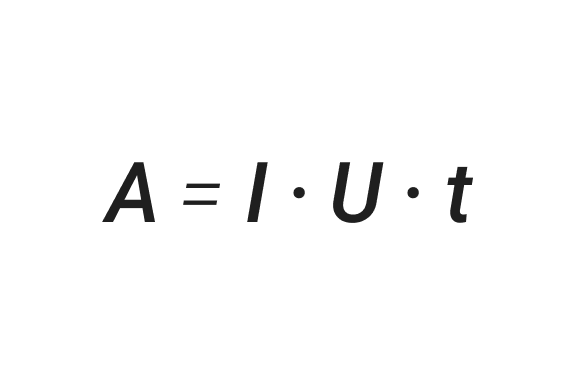 A = I · U · t